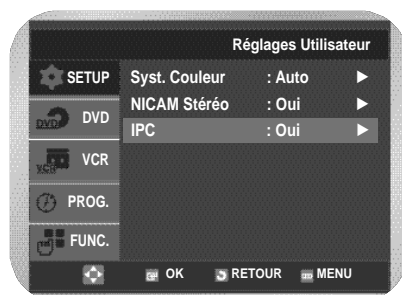 Réglages Utilisateur
SETUP
Syst. Couleur : Auto
NICAM Stéréo : Oui
DVD
IPC : Oui
VCR
PROG.
FUNC.
OK RETOUR MENU